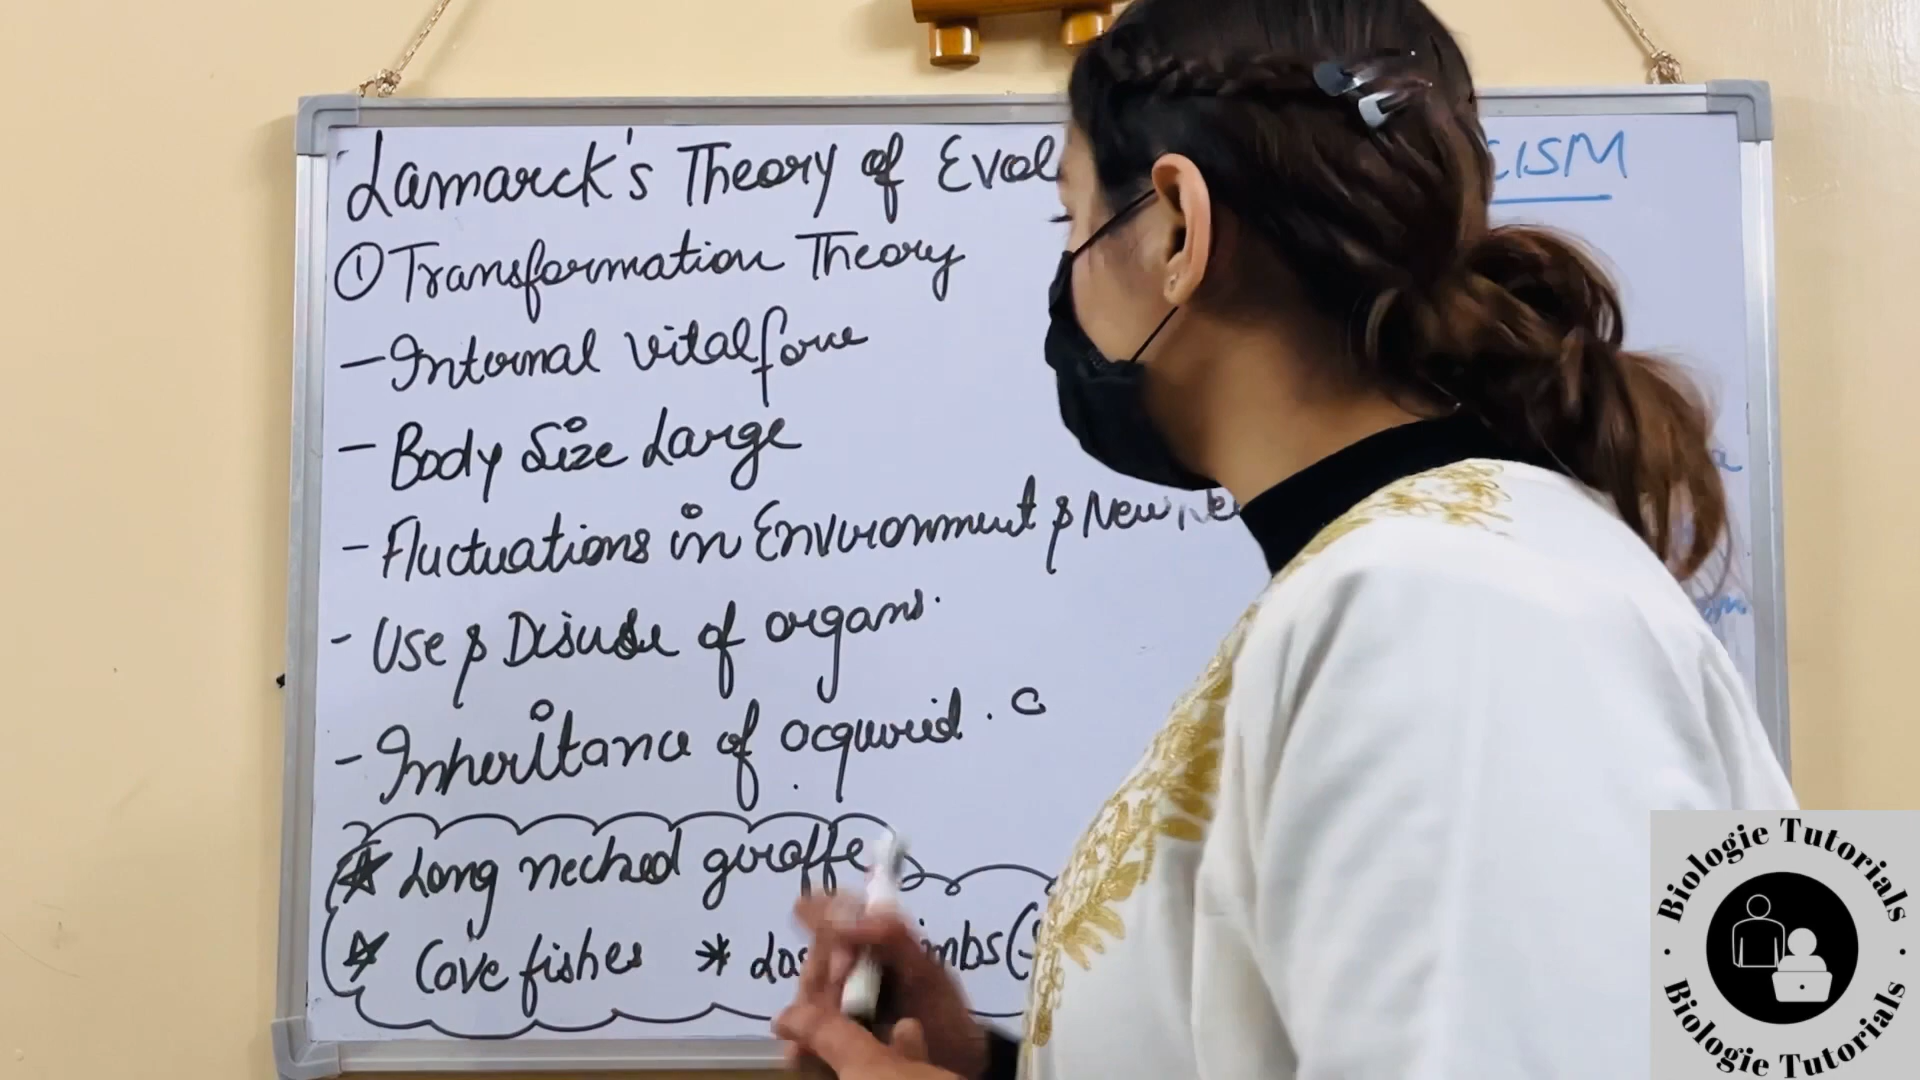 Lamarck's Theory of Evol
CISM
① Transformation Theory
- Internal vital force
- Body Size Large
- Fluctuations in Environment & New Ne
- Use & Disuse of organs.
- Inheritance of acquired . C
★ Long necked giraffe
★ Cave fishes * Los imbs(S
Biologie Tutorials
Biologie Tutorials